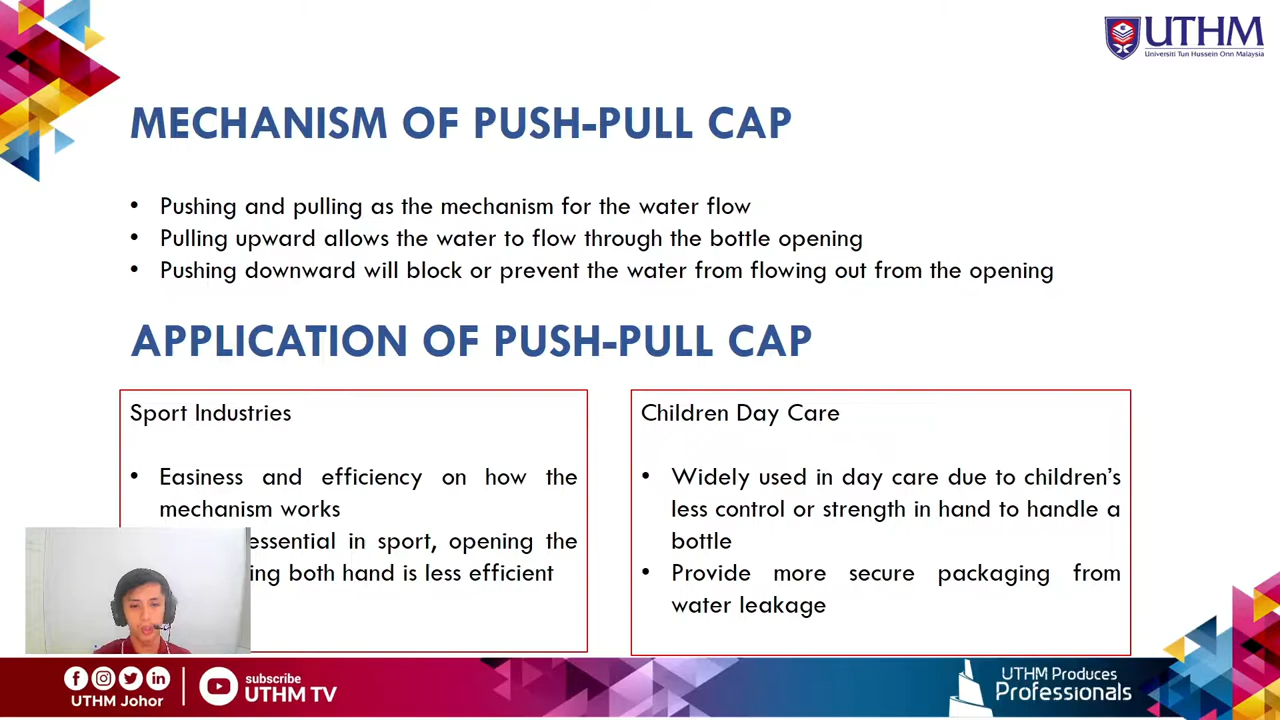 UTHM
Universiti Tun Hussein Onn Malaysia
MECHANISM OF PUSH-PULL CAP
• Pushing and pulling as the mechanism for the water flow
• Pulling upward allows the water to flow through the bottle opening
• Pushing downward will block or prevent the water from flowing out from the opening
APPLICATION OF PUSH-PULL CAP
Sport Industries
• Easiness and efficiency on how the
mechanism works
essential in sport, opening the
both hand is less efficient
Children Day Care
• Widely used in day care due to children's
less control or strength in hand to handle a
bottle
• Provide more secure packaging from
water leakage
UTHM Johor
subscribe
UTHM TV
UTHM Produces
Professionals